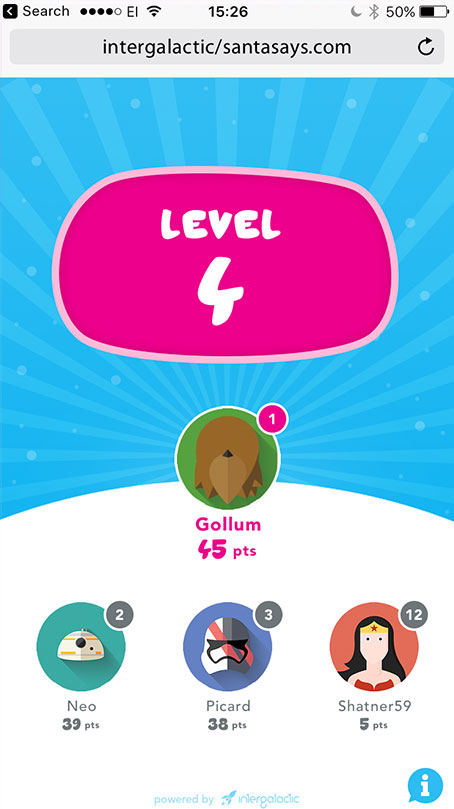 Search
EI
15:26
50%
intergalactic/santasays.com
LEVEL
4
1
Gollum
45 pts
2
3
12
Neo
Picard
Shatner59
39 pts
38 pts
5 pts
powered by intergalactic
i